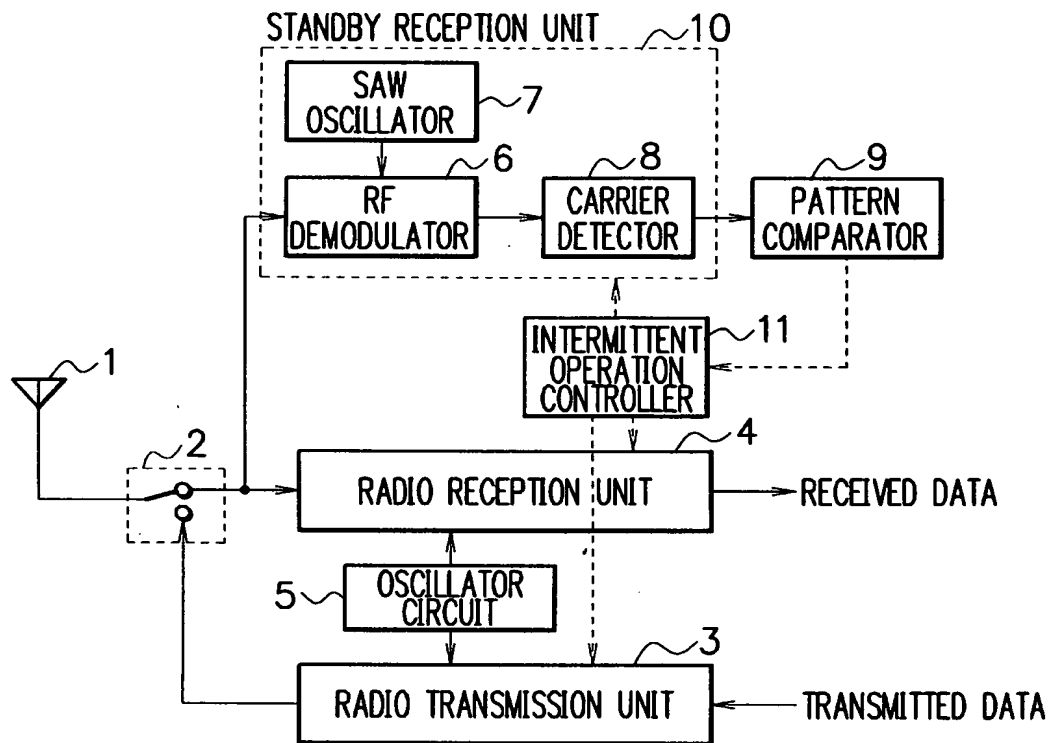 STANDBY RECEPTION UNIT
10
SAW
OSCILLATOR
7
6
RF
DEMODULATOR
8
CARRIER
DETECTOR
9
PATTERN
COMPARATOR
INTERMITTENT
OPERATION
CONTROLLER
11
1
2
4
RADIO RECEPTION UNIT
RECEIVED DATA
5
OSCILLATOR
CIRCUIT
3
RADIO TRANSMISSION UNIT
TRANSMITTED DATA